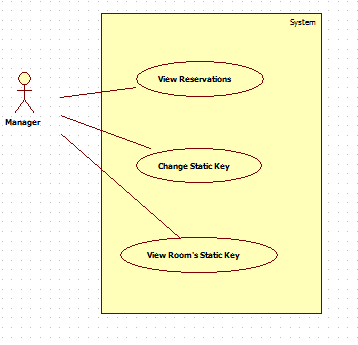 System
View Reservations
Manager
Change Static Key
View Room's Static Key